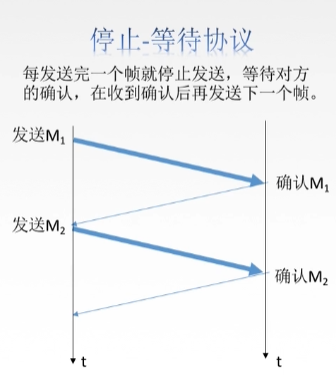 停止-等待协议
每发送完一个帧就停止发送，等待对方
的确认，在收到确认后再发送下一个帧。
发送M₁
确认M₁
发送M₂
确认M₂
t
t